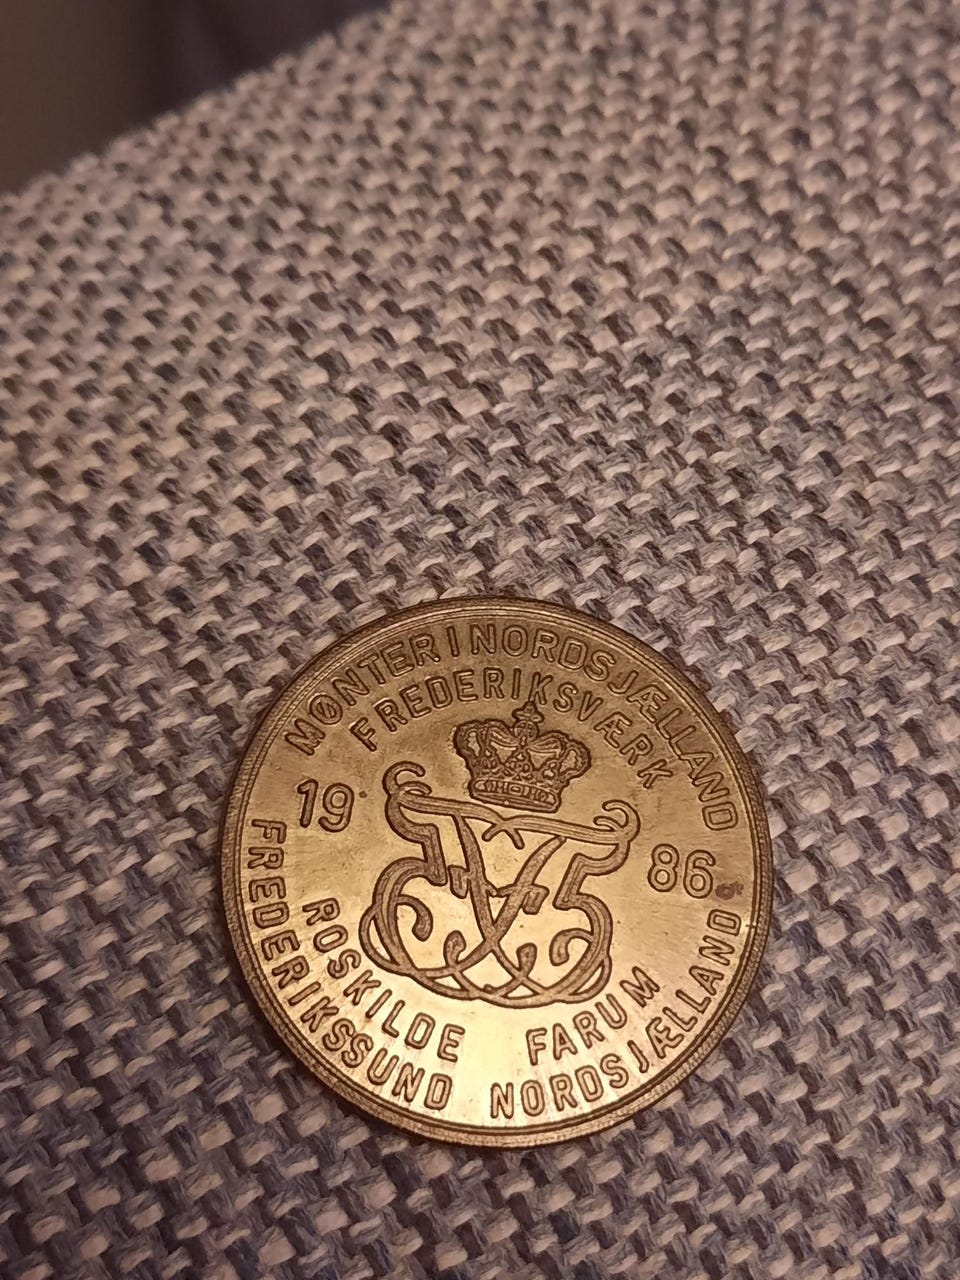 MØNTER I NORDSJÆLLAND
FREDERIKSVÆRK
19 86
ROSKILDE FARUM
FREDERIKSSUND NORDSJÆLLAND